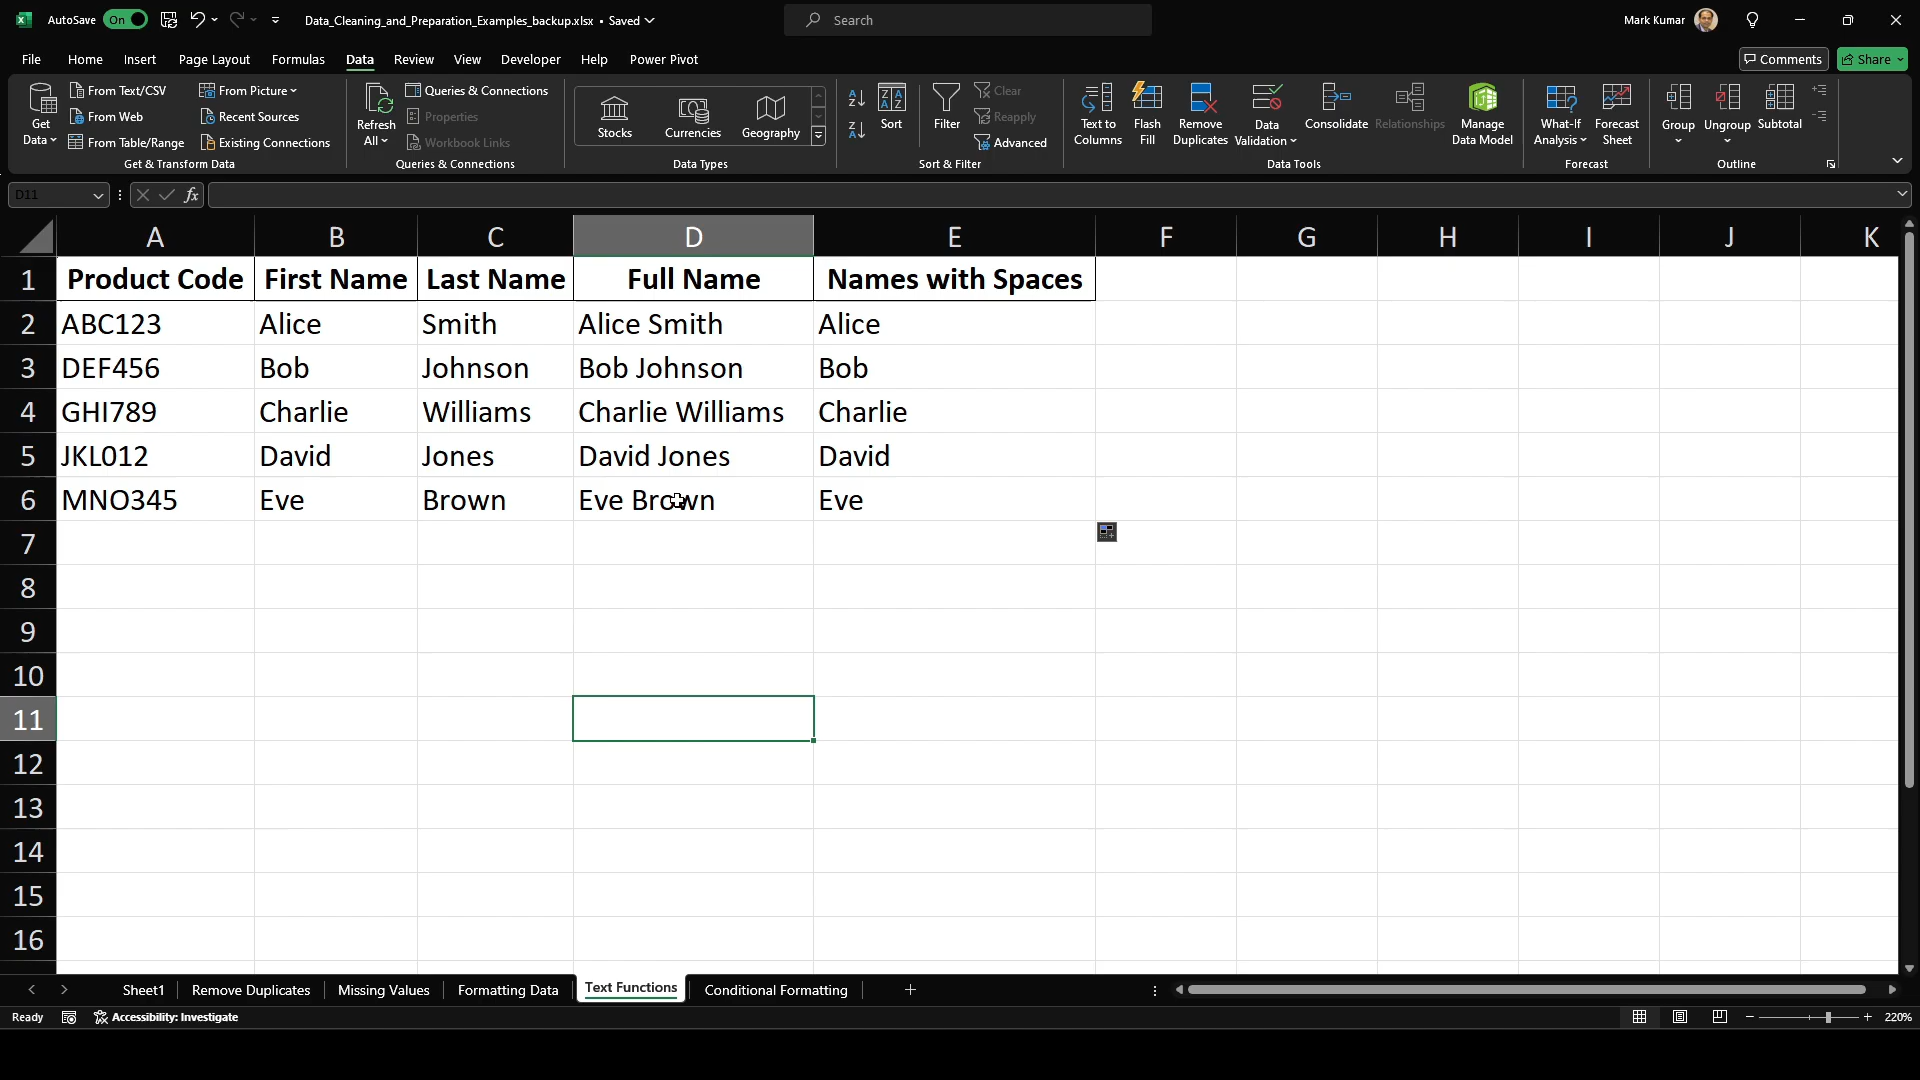 AutoSave On Data_Cleaning_and_Preparation_Examples_backup.xlsx • Saved Search Mark Kumar
File Home Insert Page Layout Formulas Data Review View Developer Help Power Pivot Comments Share
Get Data
From Text/CSV
From Web
From Table/Range
From Picture
Recent Sources
Existing Connections
Get & Transform Data
Refresh All
Queries & Connections
Properties
Workbook Links
Queries & Connections
Stocks Currencies Geography
Data Types
Sort
Filter
Clear
Reapply
Advanced
Sort & Filter
Text to Columns
Flash Fill
Remove Duplicates
Data Validation
Consolidate
Relationships
Manage Data Model
Data Tools
What-If Analysis
Forecast Sheet
Forecast
Group
Ungroup
Subtotal
Outline
D11 fx
A B C D E F G H I J K
1 Product Code First Name Last Name Full Name Names with Spaces
2 ABC123 Alice Smith Alice Smith Alice
3 DEF456 Bob Johnson Bob Johnson Bob
4 GHI789 Charlie Williams Charlie Williams Charlie
5 JKL012 David Jones David Jones David
6 MNO345 Eve Brown Eve Brown Eve
7
8
9
10
11
12
13
14
15
16
Sheet1 Remove Duplicates Missing Values Formatting Data Text Functions Conditional Formatting
Ready Accessibility: Investigate 220%